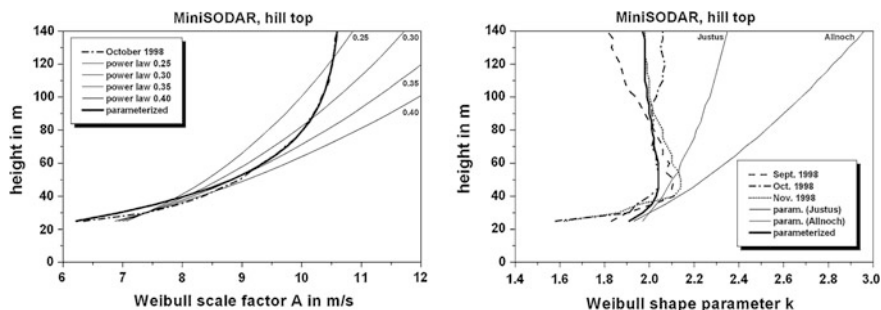 MiniSODAR, hill top
140
120
100
80
60
40
20
0
height in m
October 1998
power law 0.25
power law 0.30
power law 0.35
power law 0.40
parameterized
0.25
0.30
0.35
0.40
6 7 8 9 10 11 12
Weibull scale factor A in m/s
MiniSODAR, hill top
140
120
100
80
60
40
20
0
height in m
Justus
Allnoch
Sept. 1998
Oct. 1998
Nov. 1998
param. (Justus)
param. (Allnoch)
parameterized
1.4 1.6 1.8 2.0 2.2 2.4 2.6 2.8 3.0
Weibull shape parameter k